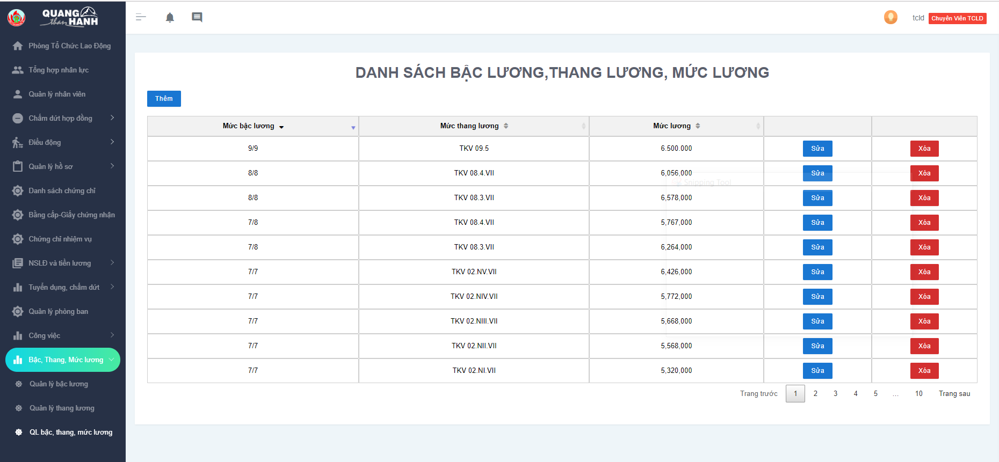 QUANG
than HANH
tcld Chuyên Viên TCLD
Phòng Tổ Chức Lao Động
Tổng hợp nhân lực
Quản lý nhân viên
Chấm dứt hợp đồng
Điều động
Quản lý hồ sơ
Danh sách chứng chỉ
Bằng cấp-Giấy chứng nhận
Chứng chỉ nhiệm vụ
NSLĐ và tiền lương
Tuyển dụng, chấm dứt
Quản lý phòng ban
Công việc
Bậc, Thang, Mức lương
Quản lý bậc lương
Quản lý thang lương
QL bậc, thang, mức lương
DANH SÁCH BẬC LƯƠNG,THANG LƯƠNG, MỨC LƯƠNG
Thêm
Mức bậc lương Mức thang lương Mức lương
9/9 TKV 09.5 6.500.000 Sửa Xóa
8/8 TKV 08.4.VII 6,056,000 Sửa Xóa
Snipping Tool
8/8 TKV 08.3.VII 6,578,000 Sửa Xóa
7/8 TKV 08.4.VII 5,767,000 Sửa Xóa
7/8 TKV 08.3.VII 6,264,000 Sửa Xóa
7/7 TKV 02.NV.VII 6,426,000 Sửa Xóa
7/7 TKV 02.NIV.VII 5,772,000 Sửa Xóa
7/7 TKV 02.NIII.VII 5,668,000 Sửa Xóa
7/7 TKV 02.NII.VII 5,568,000 Sửa Xóa
7/7 TKV 02.NI.VII 5,320,000 Sửa Xóa
Trang trước 1 2 3 4 5 … 10 Trang sau